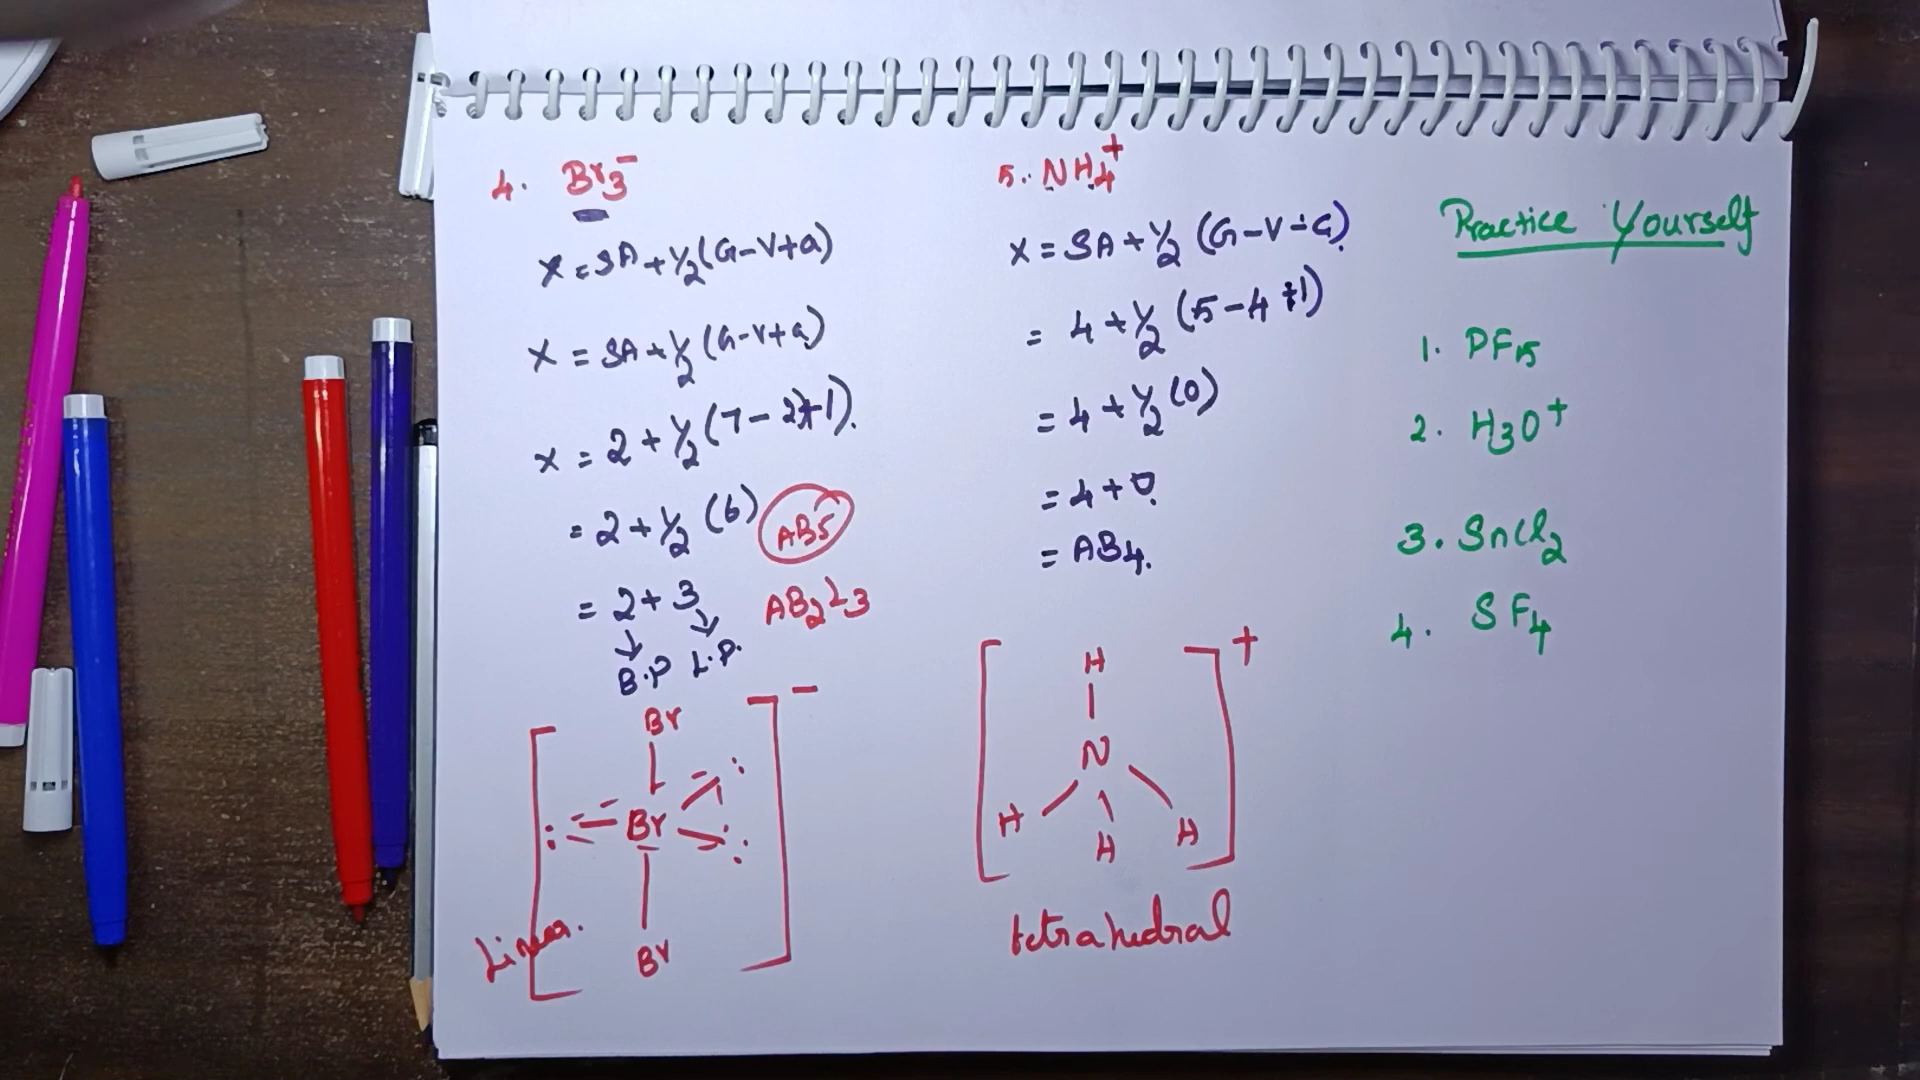 4. Br3⁻
X = SA + 1/2 (G-V+a)
X = SA + 1/2 (G-V+a)
X = 2 + 1/2 (7-2+1).
= 2 + 1/2 (6) AB5
= 2 + 3 AB2L3
B.P L.P.
Br
Br
Br
-
Linear.
5. NH4⁺
X = SA + 1/2 (G-V-C)
= 4 + 1/2 (5-4+1)
= 4 + 1/2 (0)
= 4 + 0.
= AB4.
+
H
N
H H H
tetrahedral
Practice Yourself
1. PF5
2. H3O⁺
3. SnCl2
4. SF4